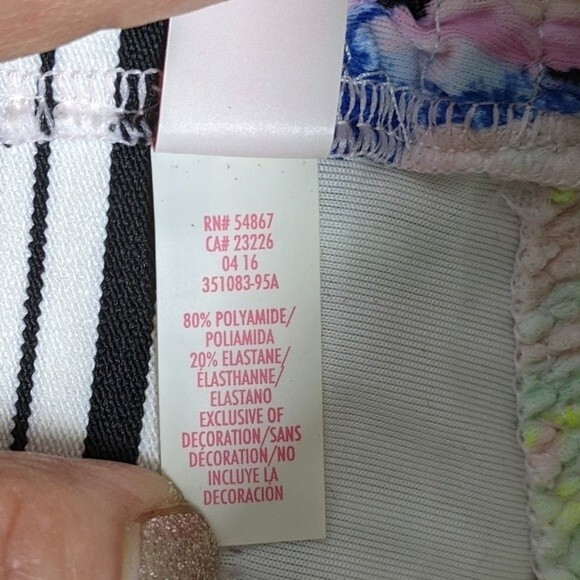 RN# 54867
CA# 23226
04 16
351083-95A
80% POLYAMIDE/
POLIAMIDA
20% ELASTANE/
ÉLASTHANNE/
ELASTANO
EXCLUSIVE OF
DECORATION/SANS
DÉCORATION/NO
INCLUYE LA
DECORACIÓN